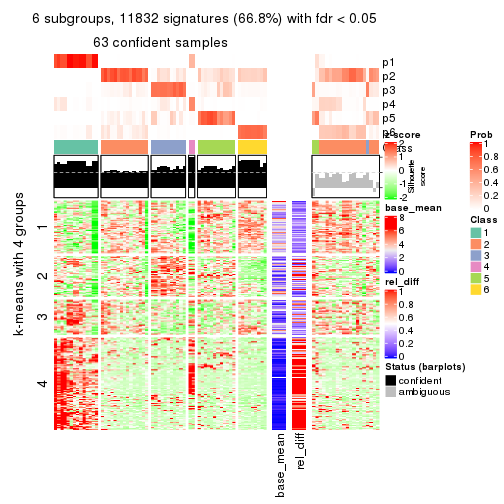 6 subgroups, 11832 signatures (66.8%) with fdr < 0.05
63 confident samples
p1
p2
p3
p4
p5
p6
Class
Silhouette
score
k-means with 4 groups
1
2
3
4
base_mean
rel_diff
z-score
2
1
0
-1
-2
base_mean
8
6
4
2
0
rel_diff
1
0.8
0.6
0.4
0.2
0
Status (barplots)
confident
ambiguous
Prob
1
0.8
0.6
0.4
0.2
0
Class
1
2
3
4
5
6